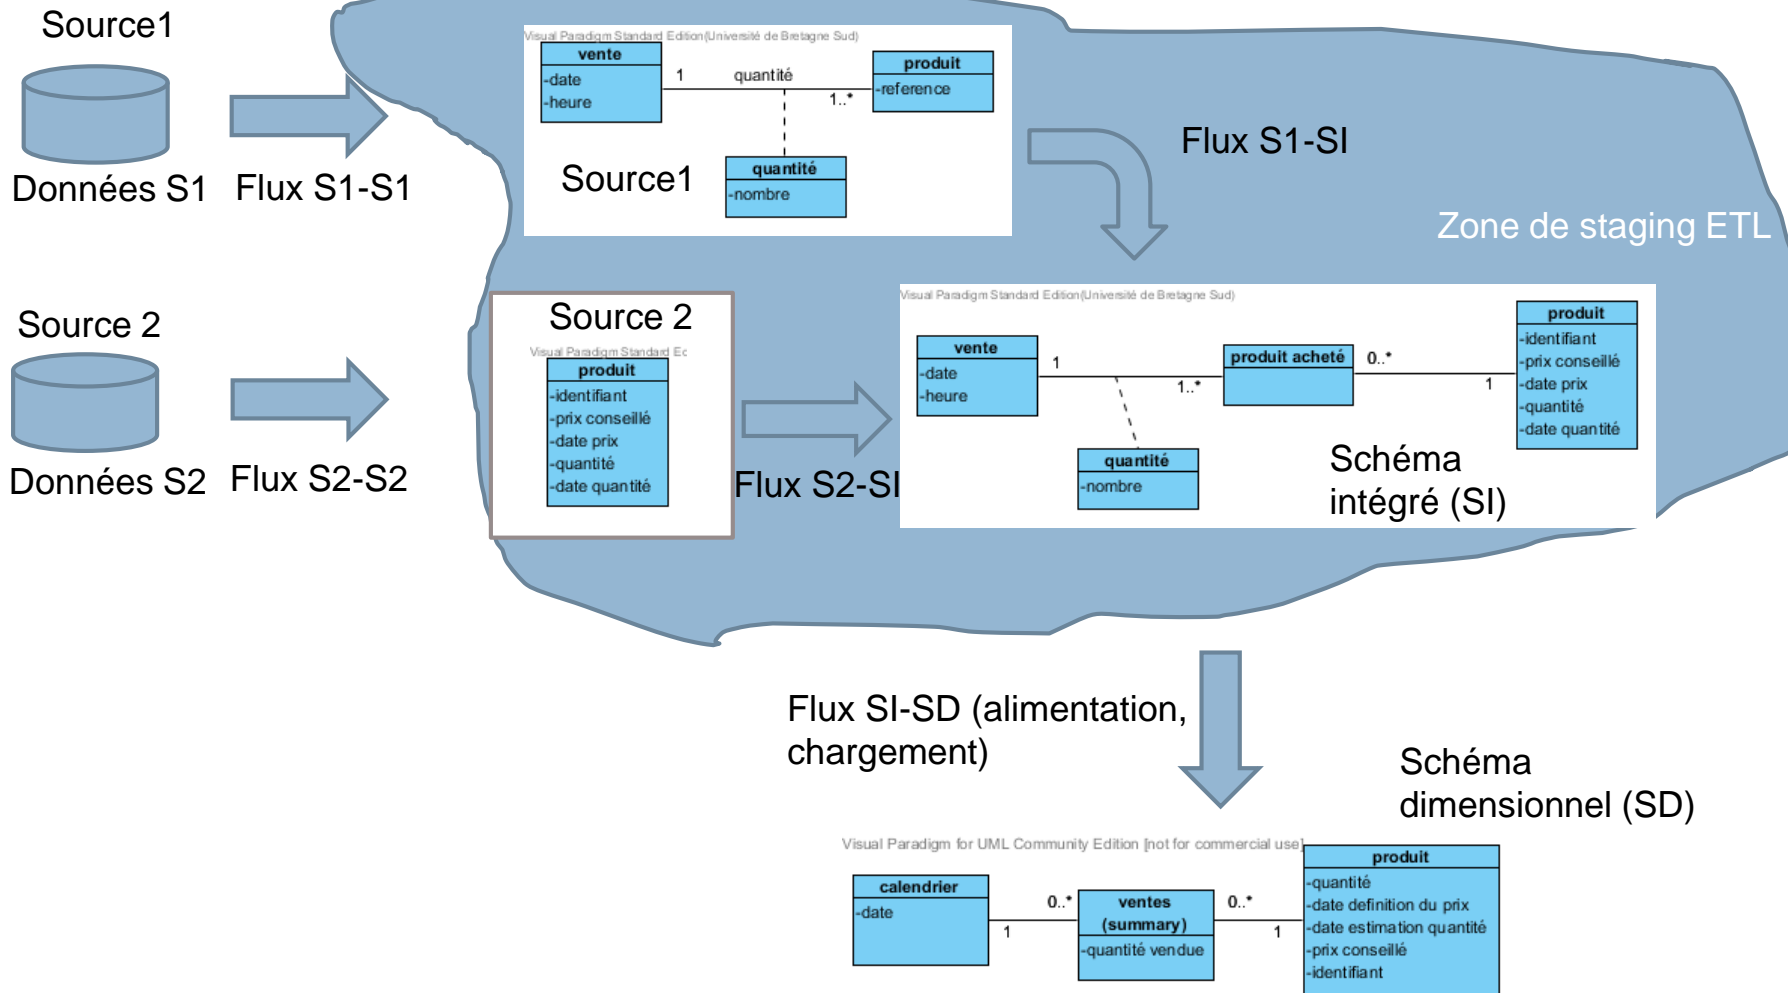 Source1
Données S1
Flux S1-S1
Visual Paradigm Standard Edition(Université de Bretagne Sud)
vente
-date
-heure
1
quantité
1..*
produit
-reference
quantité
-nombre
Source1
Flux S1-SI
Zone de staging ETL
Source 2
Données S2
Flux S2-S2
Source 2
Visual Paradigm Standard Ec
produit
-identifiant
-prix conseillé
-date prix
-quantité
-date quantité
Flux S2-SI
Visual Paradigm Standard Edition(Université de Bretagne Sud)
vente
-date
-heure
1
1..*
produit acheté
0..*
1
produit
-identifiant
-prix conseillé
-date prix
-quantité
-date quantité
quantité
-nombre
Schéma
intégré (SI)
Flux SI-SD (alimentation,
chargement)
Schéma
dimensionnel (SD)
Visual Paradigm for UML Community Edition [not for commercial use]
calendrier
-date
1
0..*
ventes
(summary)
-quantité vendue
0..*
1
produit
-quantité
-date definition du prix
-date estimation quantité
-prix conseillé
-identifiant